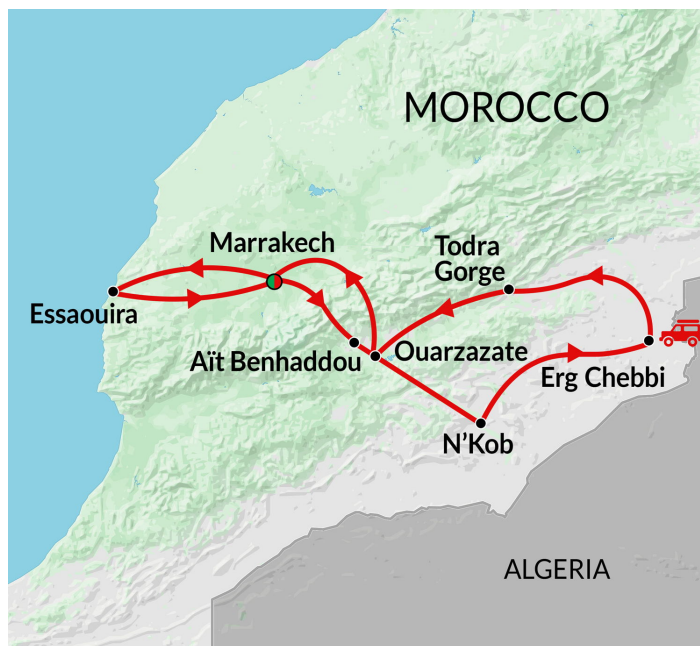 MOROCCO
Marrakech
Todra
Gorge
Essaouira
Aït Benhaddou
Ouarzazate
Erg Chebbi
N’Kob
ALGERIA